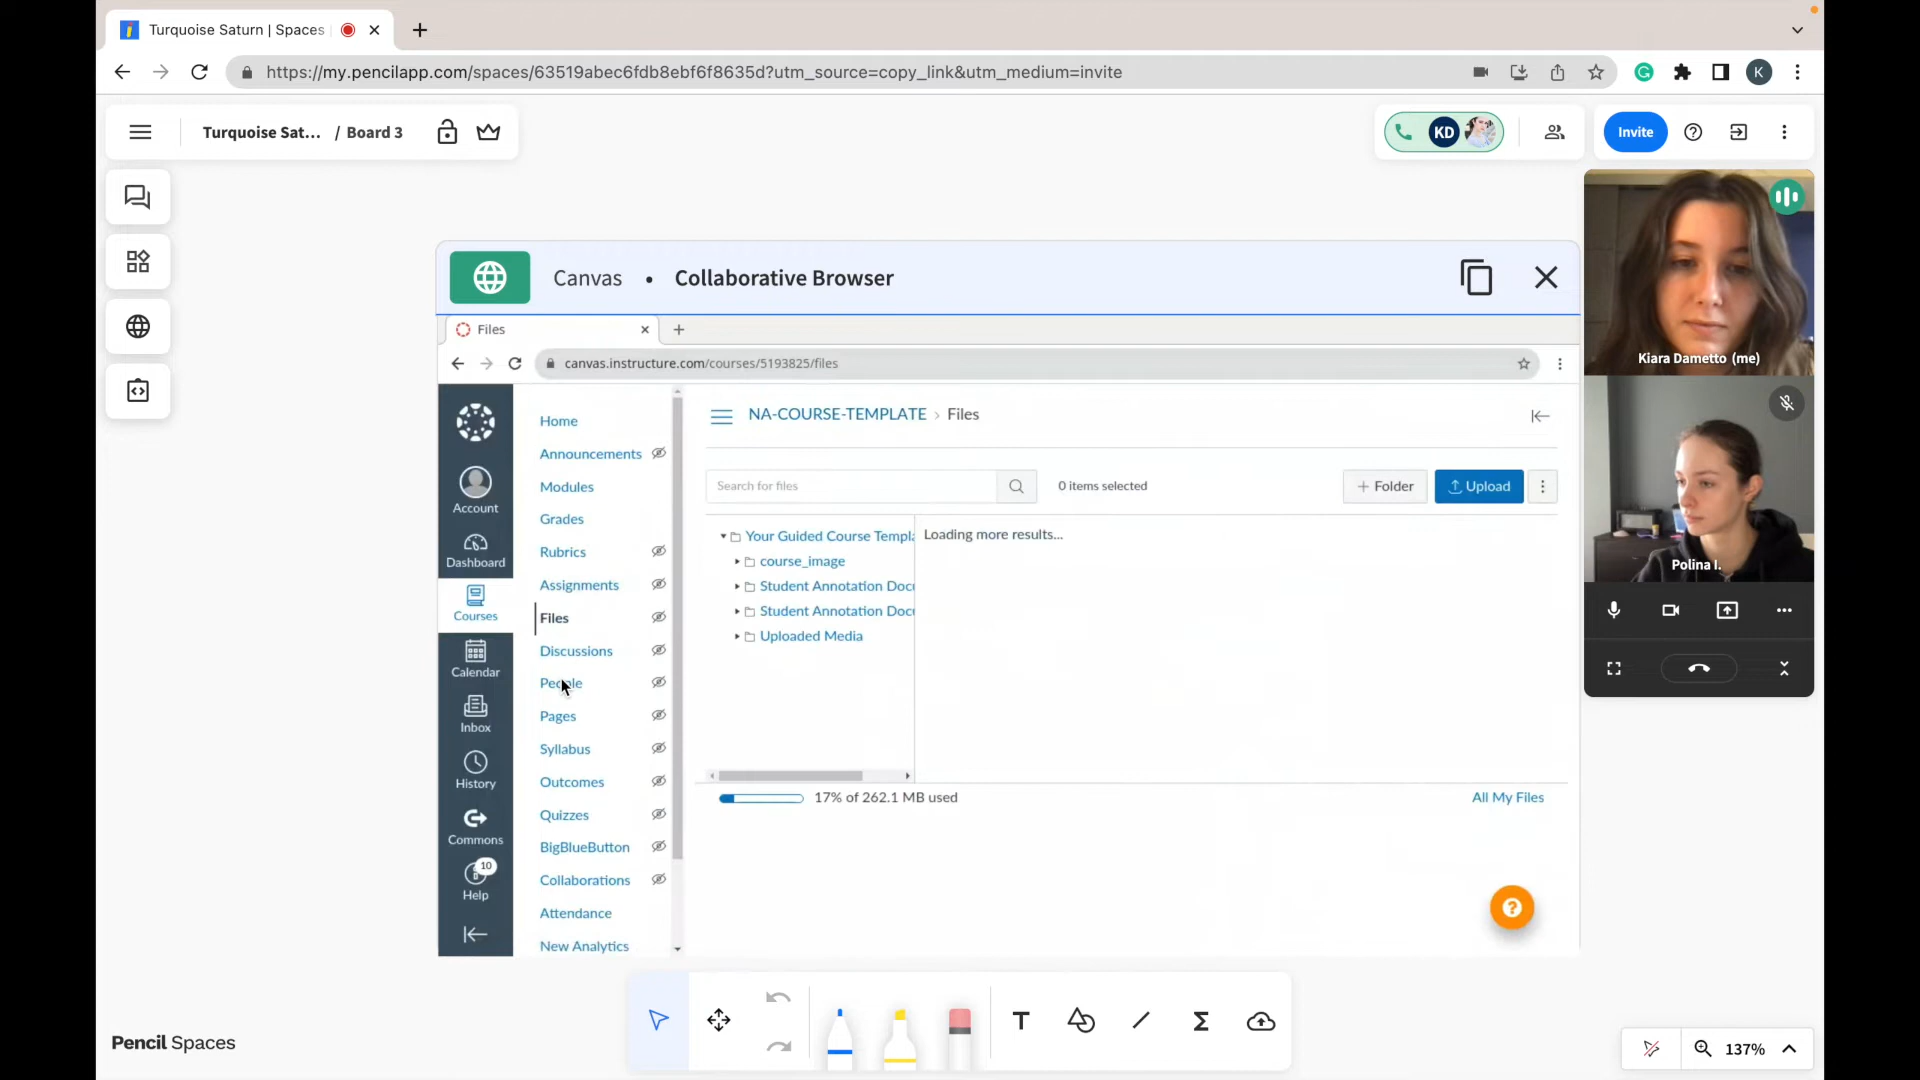 Turquoise Saturn | Spaces
https://my.pencilapp.com/spaces/63519abec6fdb8ebf6f8635d?utm_source=copy_link&utm_medium=invite
K
Turquoise Sat... / Board 3
KD
Invite
Canvas • Collaborative Browser
Files
canvas.instructure.com/courses/5193825/files
Account
Dashboard
Courses
Calendar
Inbox
History
Commons
10
Help
Home
Announcements
Modules
Grades
Rubrics
Assignments
Files
Discussions
People
Pages
Syllabus
Outcomes
Quizzes
BigBlueButton
Collaborations
Attendance
New Analytics
NA-COURSE-TEMPLATE › Files
Search for files
0 items selected
+ Folder
Upload
Your Guided Course Templa
course_image
Student Annotation Docu
Student Annotation Docu
Uploaded Media
Loading more results...
17% of 262.1 MB used
All My Files
Kiara Dametto (me)
Polina I.
T
Σ
Pencil Spaces
137%